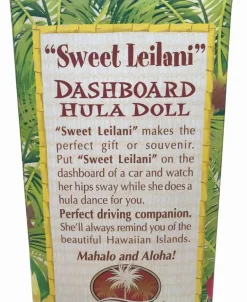 "Sweet Leilani"
DASHBOARD
HULA DOLL
"Sweet Leilani" makes the
perfect gift or souvenir.
Put "Sweet Leilani" on the
dashboard of a car and watch
her hips sway while she does a
hula dance for you.
Perfect driving companion.
She'll always remind you of the
beautiful Hawaiian Islands.
Mahalo and Aloha!